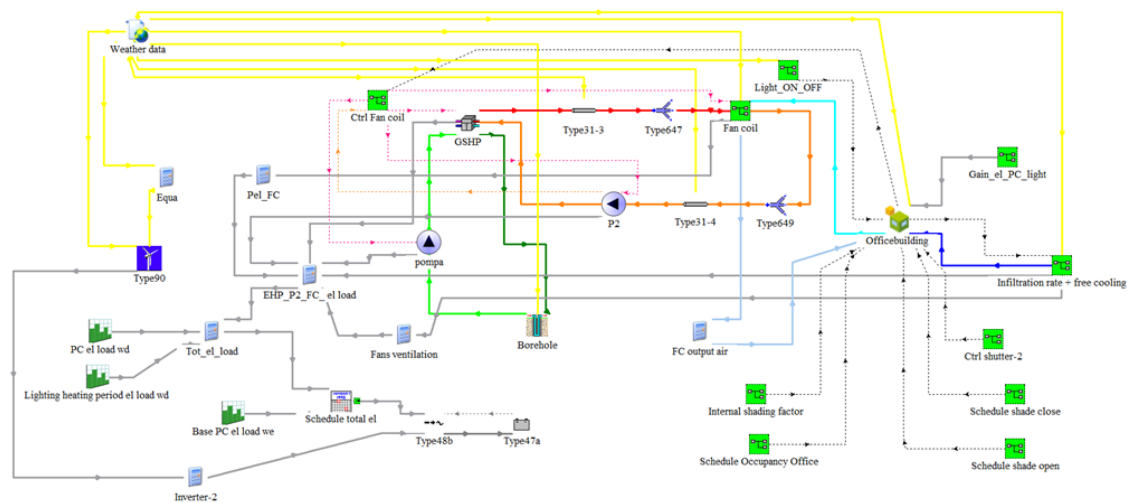 Weather data
Light_ON_OFF
Ctrl Fan coil
Type31-3
Type647
Fan coil
GSHP
Gain_el_PC_light
Equa
Pel_FC
P2
Type31-4
Type649
Officebuilding
pompa
Type90
EHP_P2_FC_ el load
Infiltration rate + free cooling
PC el load wd
Tot_el_load
Fans ventilation
Borehole
FC output air
Ctrl shutter-2
Lighting heating period el load wd
Internal shading factor
Schedule shade close
Base PC el load we
Schedule total el
Type48b
Type47a
Schedule Occupancy Office
Schedule shade open
Inverter-2